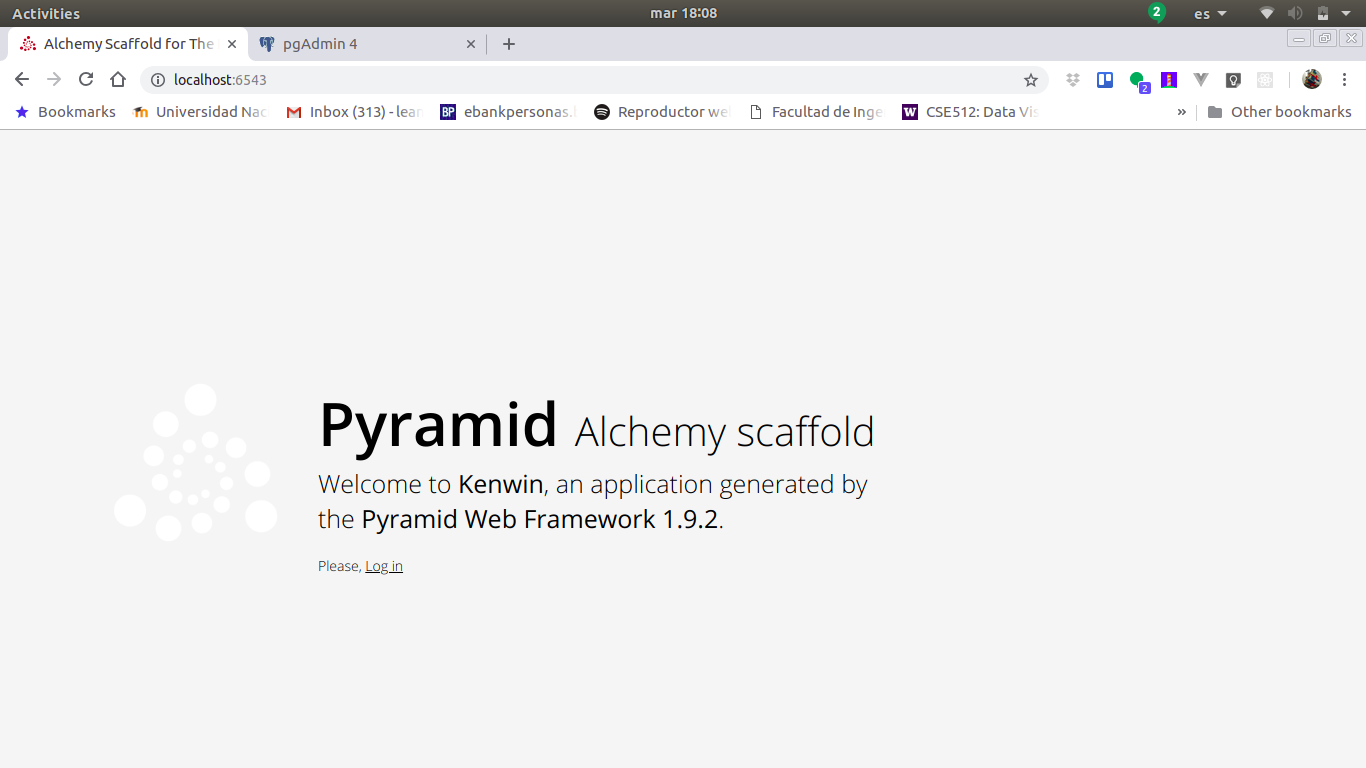 Activities
mar 18:08
2
es
Alchemy Scaffold for The
pgAdmin 4
localhost:6543
2
Bookmarks
Universidad Nac
Inbox (313) - lear
BP
ebankpersonas.
Reproductor we
Facultad de Inge
W
CSE512: Data Vis
»
Other bookmarks
Pyramid Alchemy scaffold
Welcome to Kenwin, an application generated by
the Pyramid Web Framework 1.9.2.
Please, Log in